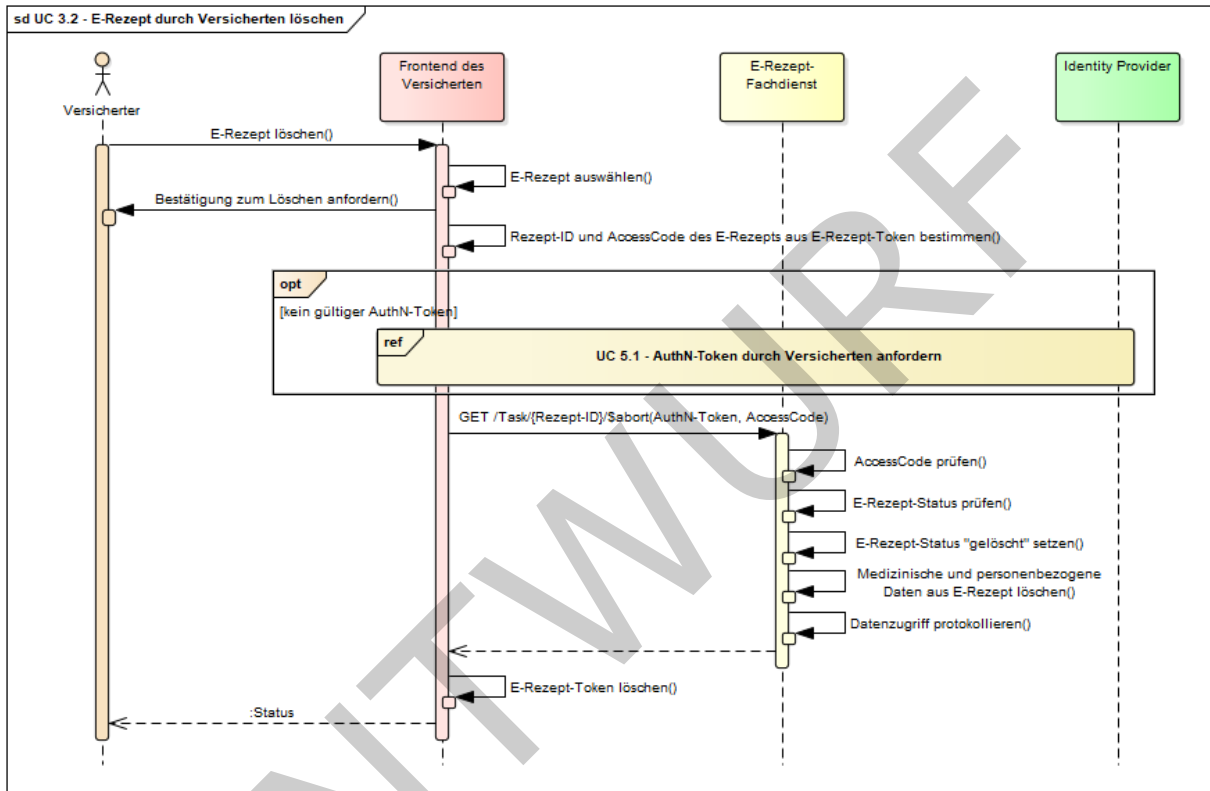 sd UC 3.2 - E-Rezept durch Versicherten löschen
Versicherter
Frontend des
Versicherten
E-Rezept-
Fachdienst
Identity Provider
E-Rezept löschen()
E-Rezept auswählen()
Bestätigung zum Löschen anfordern()
Rezept-ID und AccessCode des E-Rezepts aus E-Rezept-Token bestimmen()
opt
[kein gültiger AuthN-Token]
ref
UC 5.1 - AuthN-Token durch Versicherten anfordern
GET /Task/{Rezept-ID}/$abort(AuthN-Token, AccessCode)
AccessCode prüfen()
E-Rezept-Status prüfen()
E-Rezept-Status "gelöscht" setzen()
Medizinische und personenbezogene
Daten aus E-Rezept löschen()
Datenzugriff protokollieren()
E-Rezept-Token löschen()
:Status
NTWURF